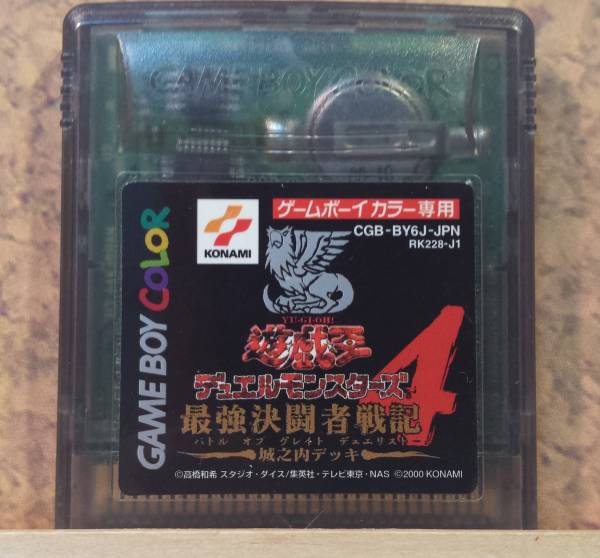 GAME BOY COLOR
GAME BOY COLOR
KONAMI
ゲームボーイカラー専用
CGB-BY6J-JPN
RK228-J1
YU-GI-OH!
遊戯王
デュエルモンスターズ4
最強決闘者戦記
バトル オブ グレイト デュエリスト
城之内デッキ
©高橋和希 スタジオ・ダイス/集英社・テレビ東京・NAS ©2000 KONAMI